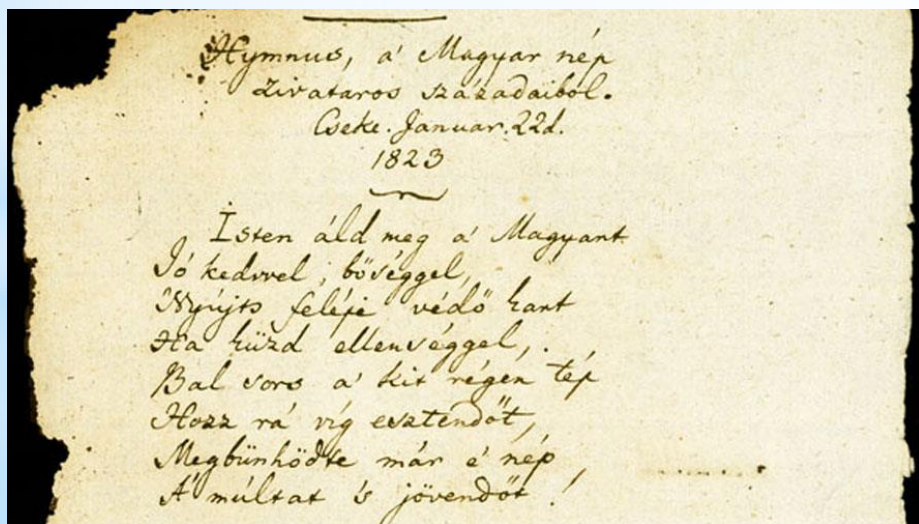 Hymnus, a' Magyar nép
zivataros századaiból.
Cseke. Januar. 22d.
1823
Isten áld meg a' Magyart
Jó kedvvel, bőséggel,
Nyújts feléje védő kart
Ha küzd ellenséggel,
Bal sors a' kit régen tép
Hozz rá víg esztendőt,
Megbünhödte már é nép
A' múltat 's jövendőt!